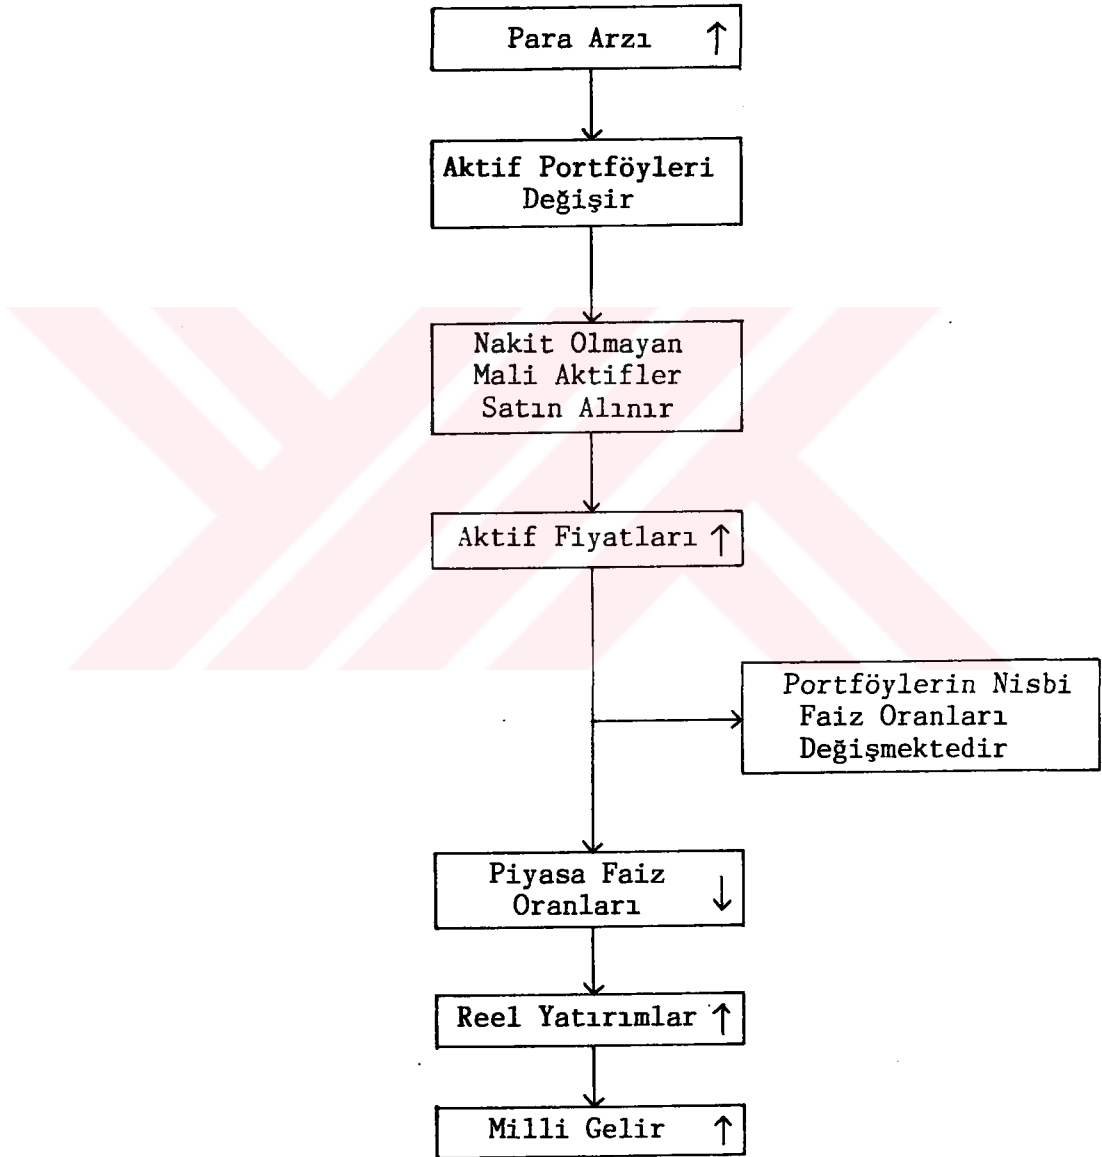 Para Arzı ↑
Aktif Portföyleri
Değişir
Nakit Olmayan
Mali Aktifler
Satın Alınır
Aktif Fiyatları ↑
Portföylerin Nisbi
Faiz Oranları
Değişmektedir
Piyasa Faiz
Oranları ↓
Reel Yatırımlar ↑
Milli Gelir ↑